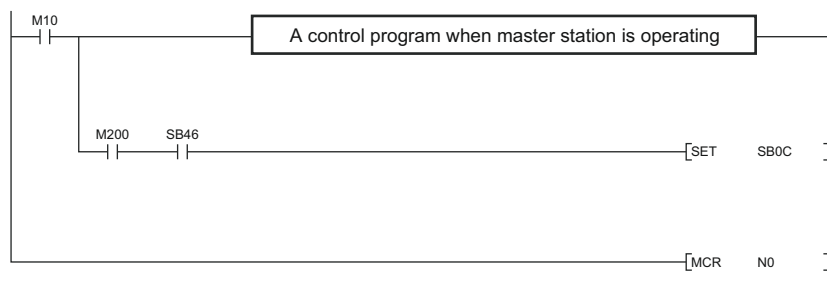 M10
A control program when master station is operating
M200 SB46
SET SB0C
MCR N0